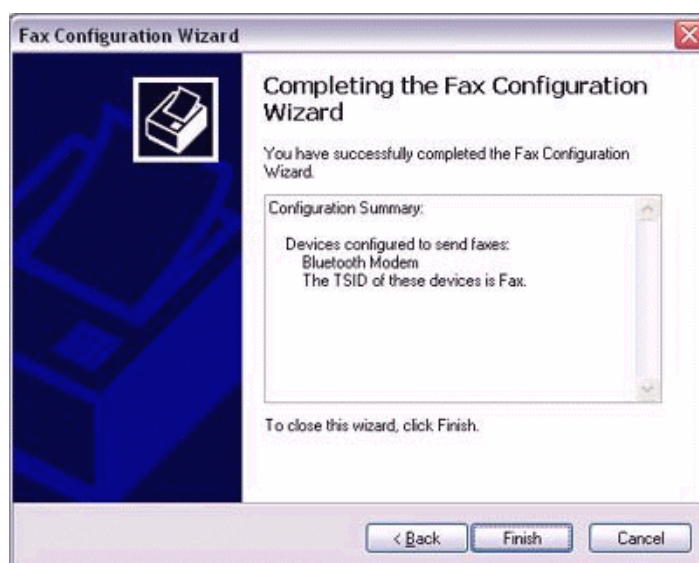 Fax Configuration Wizard
Completing the Fax Configuration
Wizard
You have successfully completed the Fax Configuration
Wizard.
Configuration Summary:
Devices configured to send faxes:
Bluetooth Modem
The TSID of these devices is Fax.
To close this wizard, click Finish.
< Back Finish Cancel